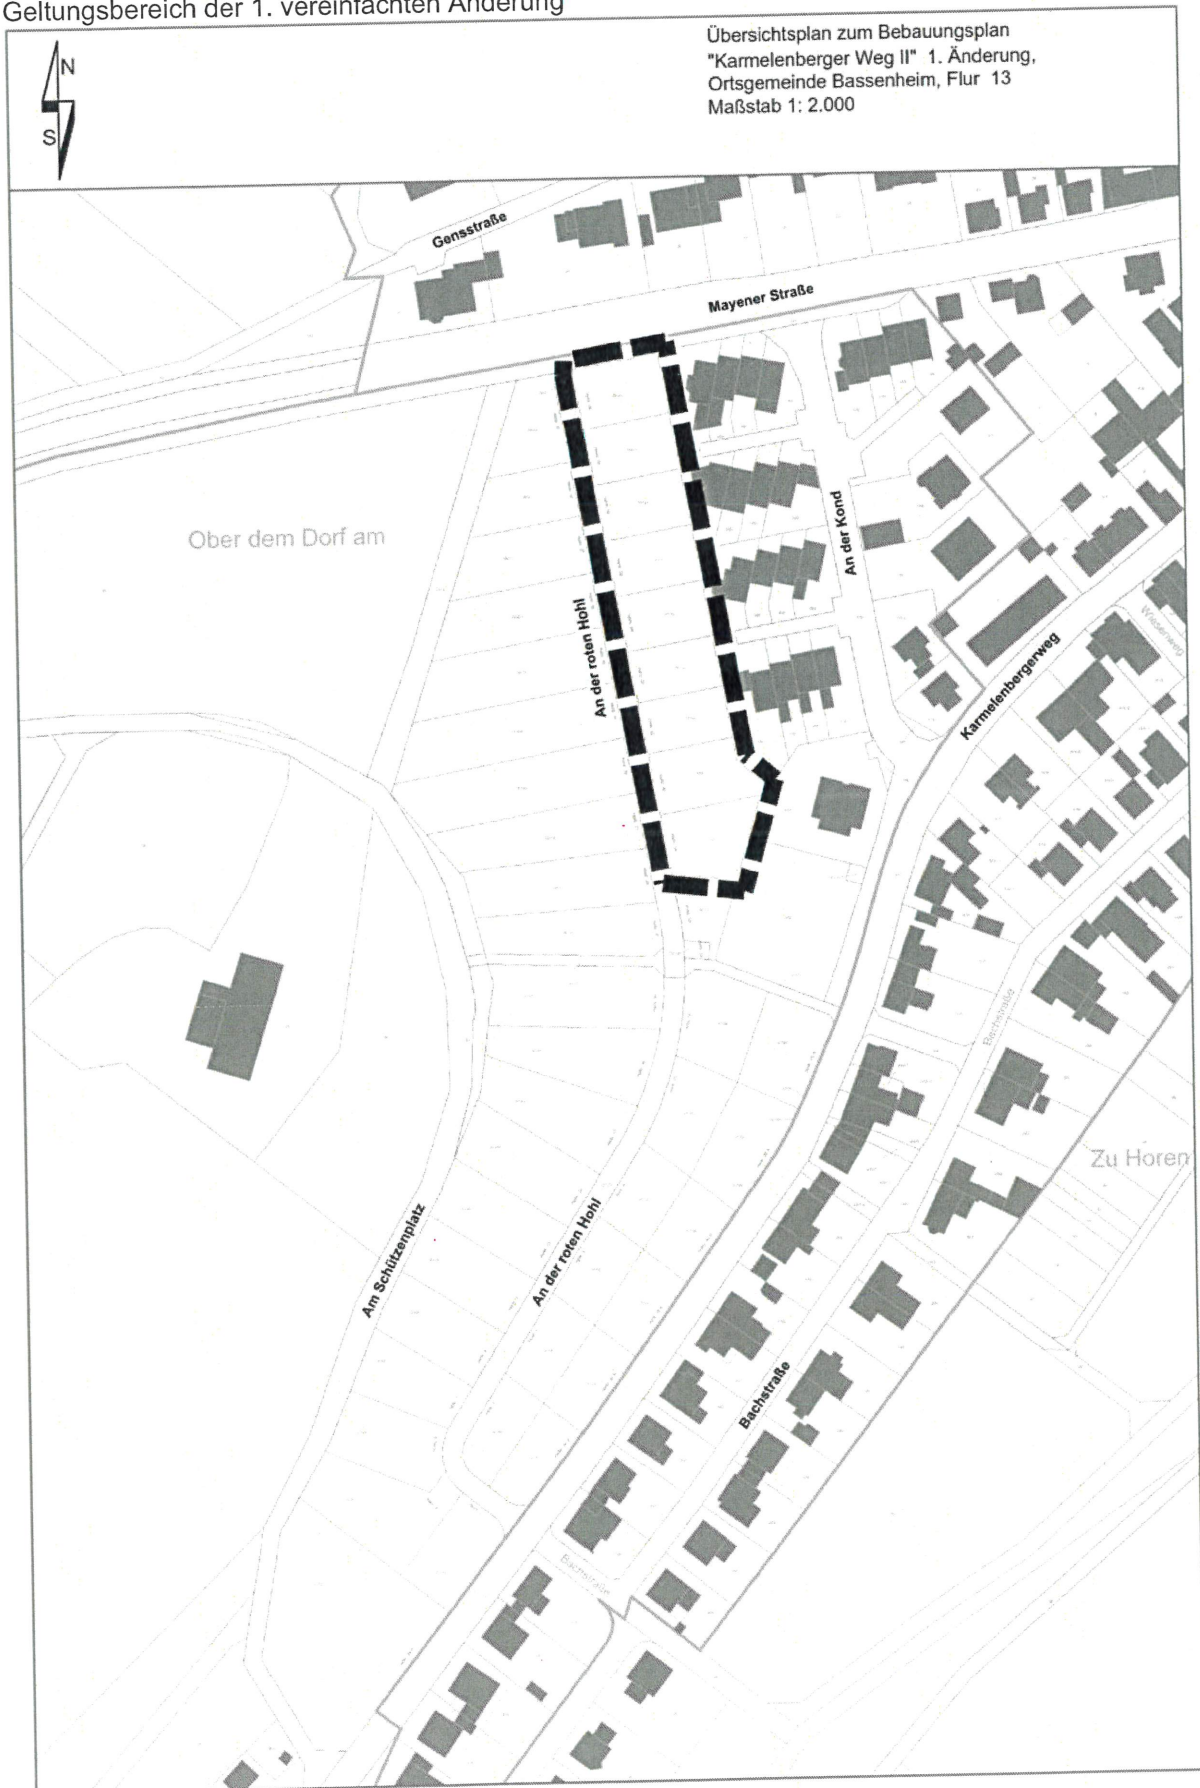 Geltungsbereich der 1. vereinfachten Änderung
Übersichtsplan zum Bebauungsplan
"Karmelenberger Weg II" 1. Änderung,
Ortsgemeinde Bassenheim, Flur 13
Maßstab 1: 2.000
N
S
Gensstraße
Mayener Straße
Ober dem Dorf am
An der Kond
An der roten Hohl
Karmelenbergerweg
Wiesenweg
Bachstraße
Zu Horen
Am Schützenplatz
An der roten Hohl
Bachstraße
Bachstraße